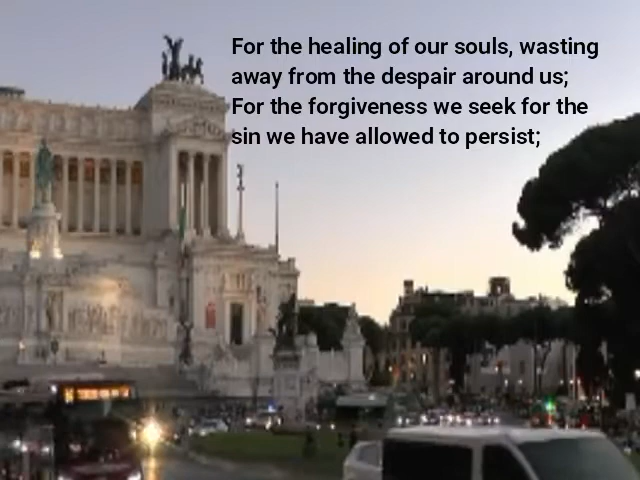 For the healing of our souls, wasting
away from the despair around us;
For the forgiveness we seek for the
sin we have allowed to persist;